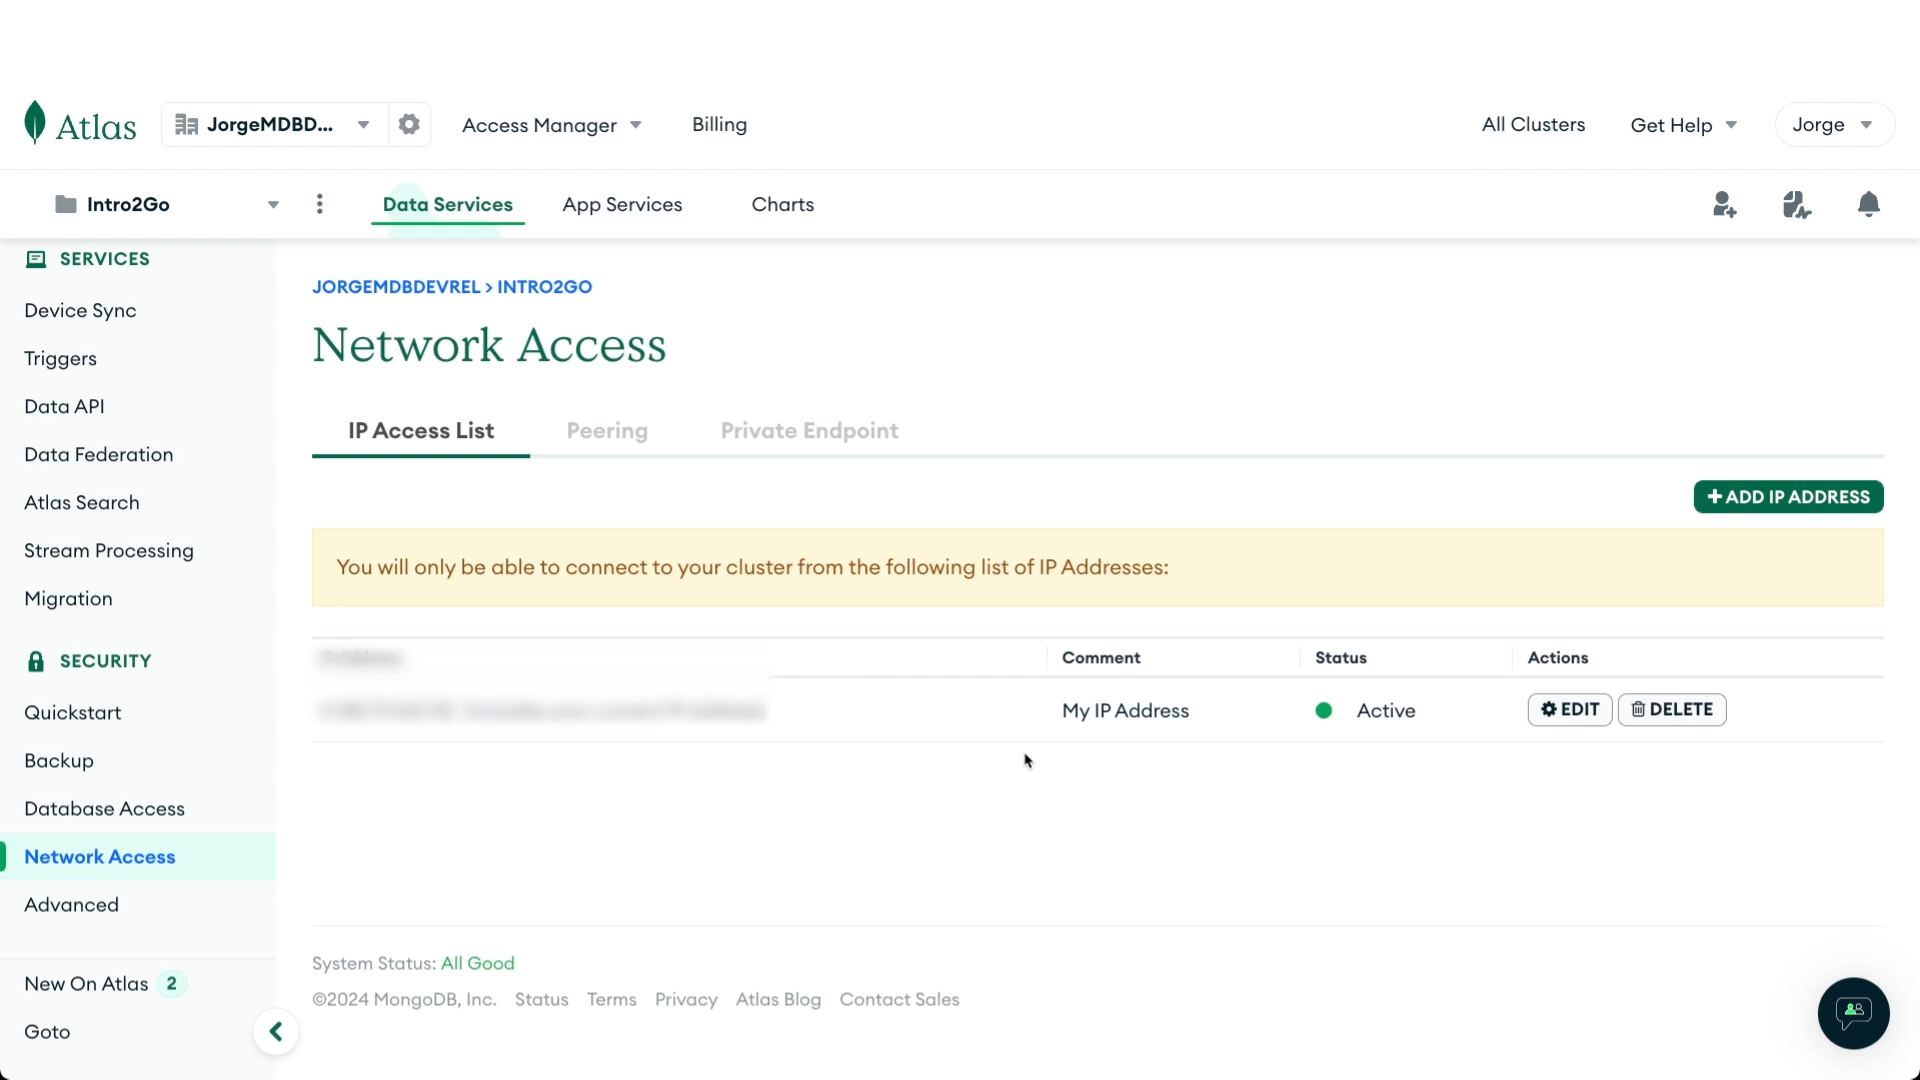 Atlas
JorgeMDBD...
Access Manager
Billing
All Clusters
Get Help
Jorge
Intro2Go
Data Services
App Services
Charts
SERVICES
Device Sync
Triggers
Data API
Data Federation
Atlas Search
Stream Processing
Migration
SECURITY
Quickstart
Backup
Database Access
Network Access
Advanced
New On Atlas 2
Goto
JORGEMDBDEVREL > INTRO2GO
Network Access
IP Access List
Peering
Private Endpoint
+ ADD IP ADDRESS
You will only be able to connect to your cluster from the following list of IP Addresses:
Comment
Status
Actions
My IP Address
Active
EDIT
DELETE
System Status: All Good
©2024 MongoDB, Inc. Status Terms Privacy Atlas Blog Contact Sales